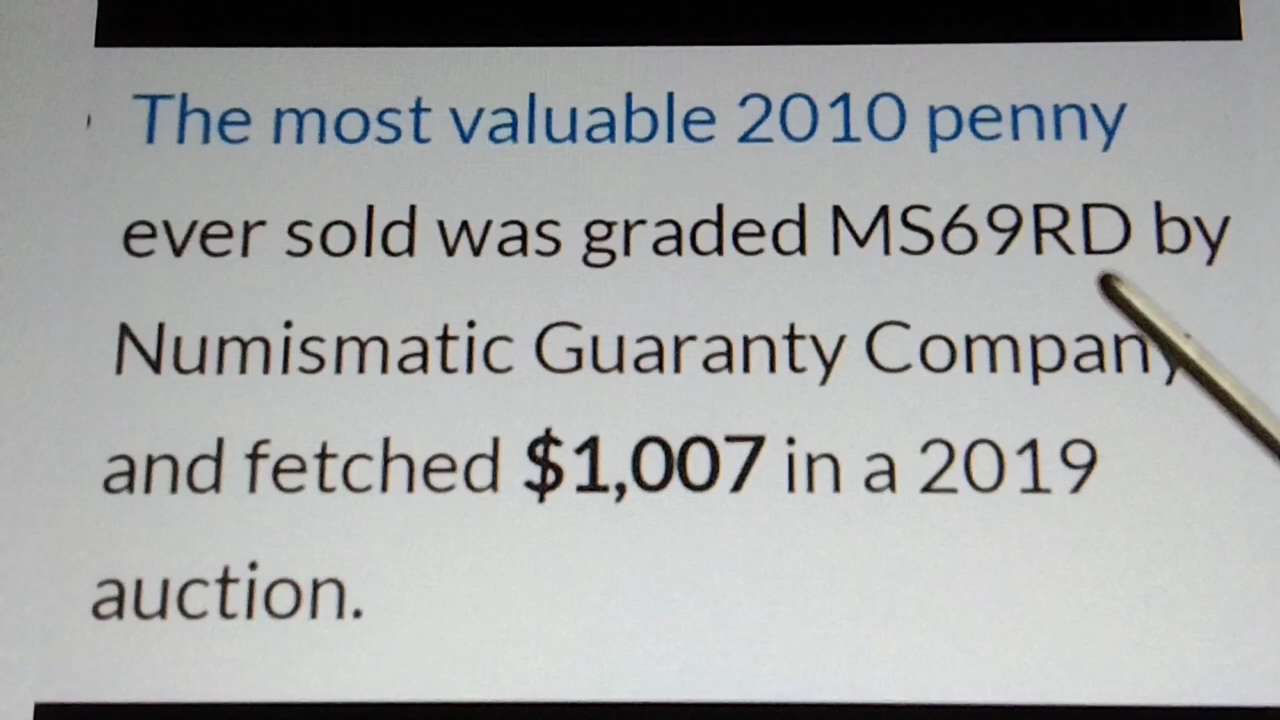 The most valuable 2010 penny
ever sold was graded MS69RD by
Numismatic Guaranty Company
and fetched $1,007 in a 2019
auction.